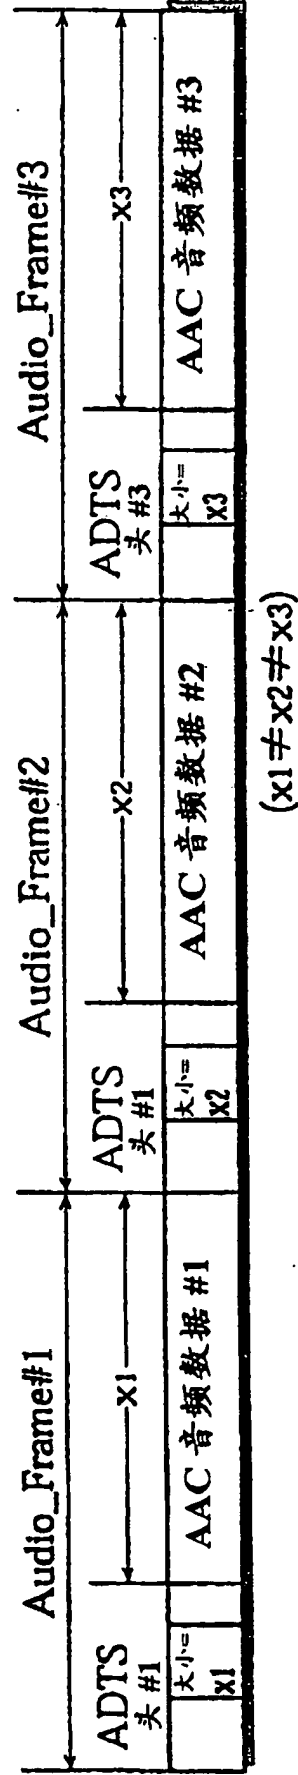 Audio_Frame#1
Audio_Frame#2
Audio_Frame#3
ADTS
头 #1
x1
ADTS
头 #1
x2
ADTS
头 #3
x3
大小=
x1
AAC 音频数据 #1
大小=
x2
AAC 音频数据 #2
大小=
x3
AAC 音频数据 #3
(x1≠x2≠x3)